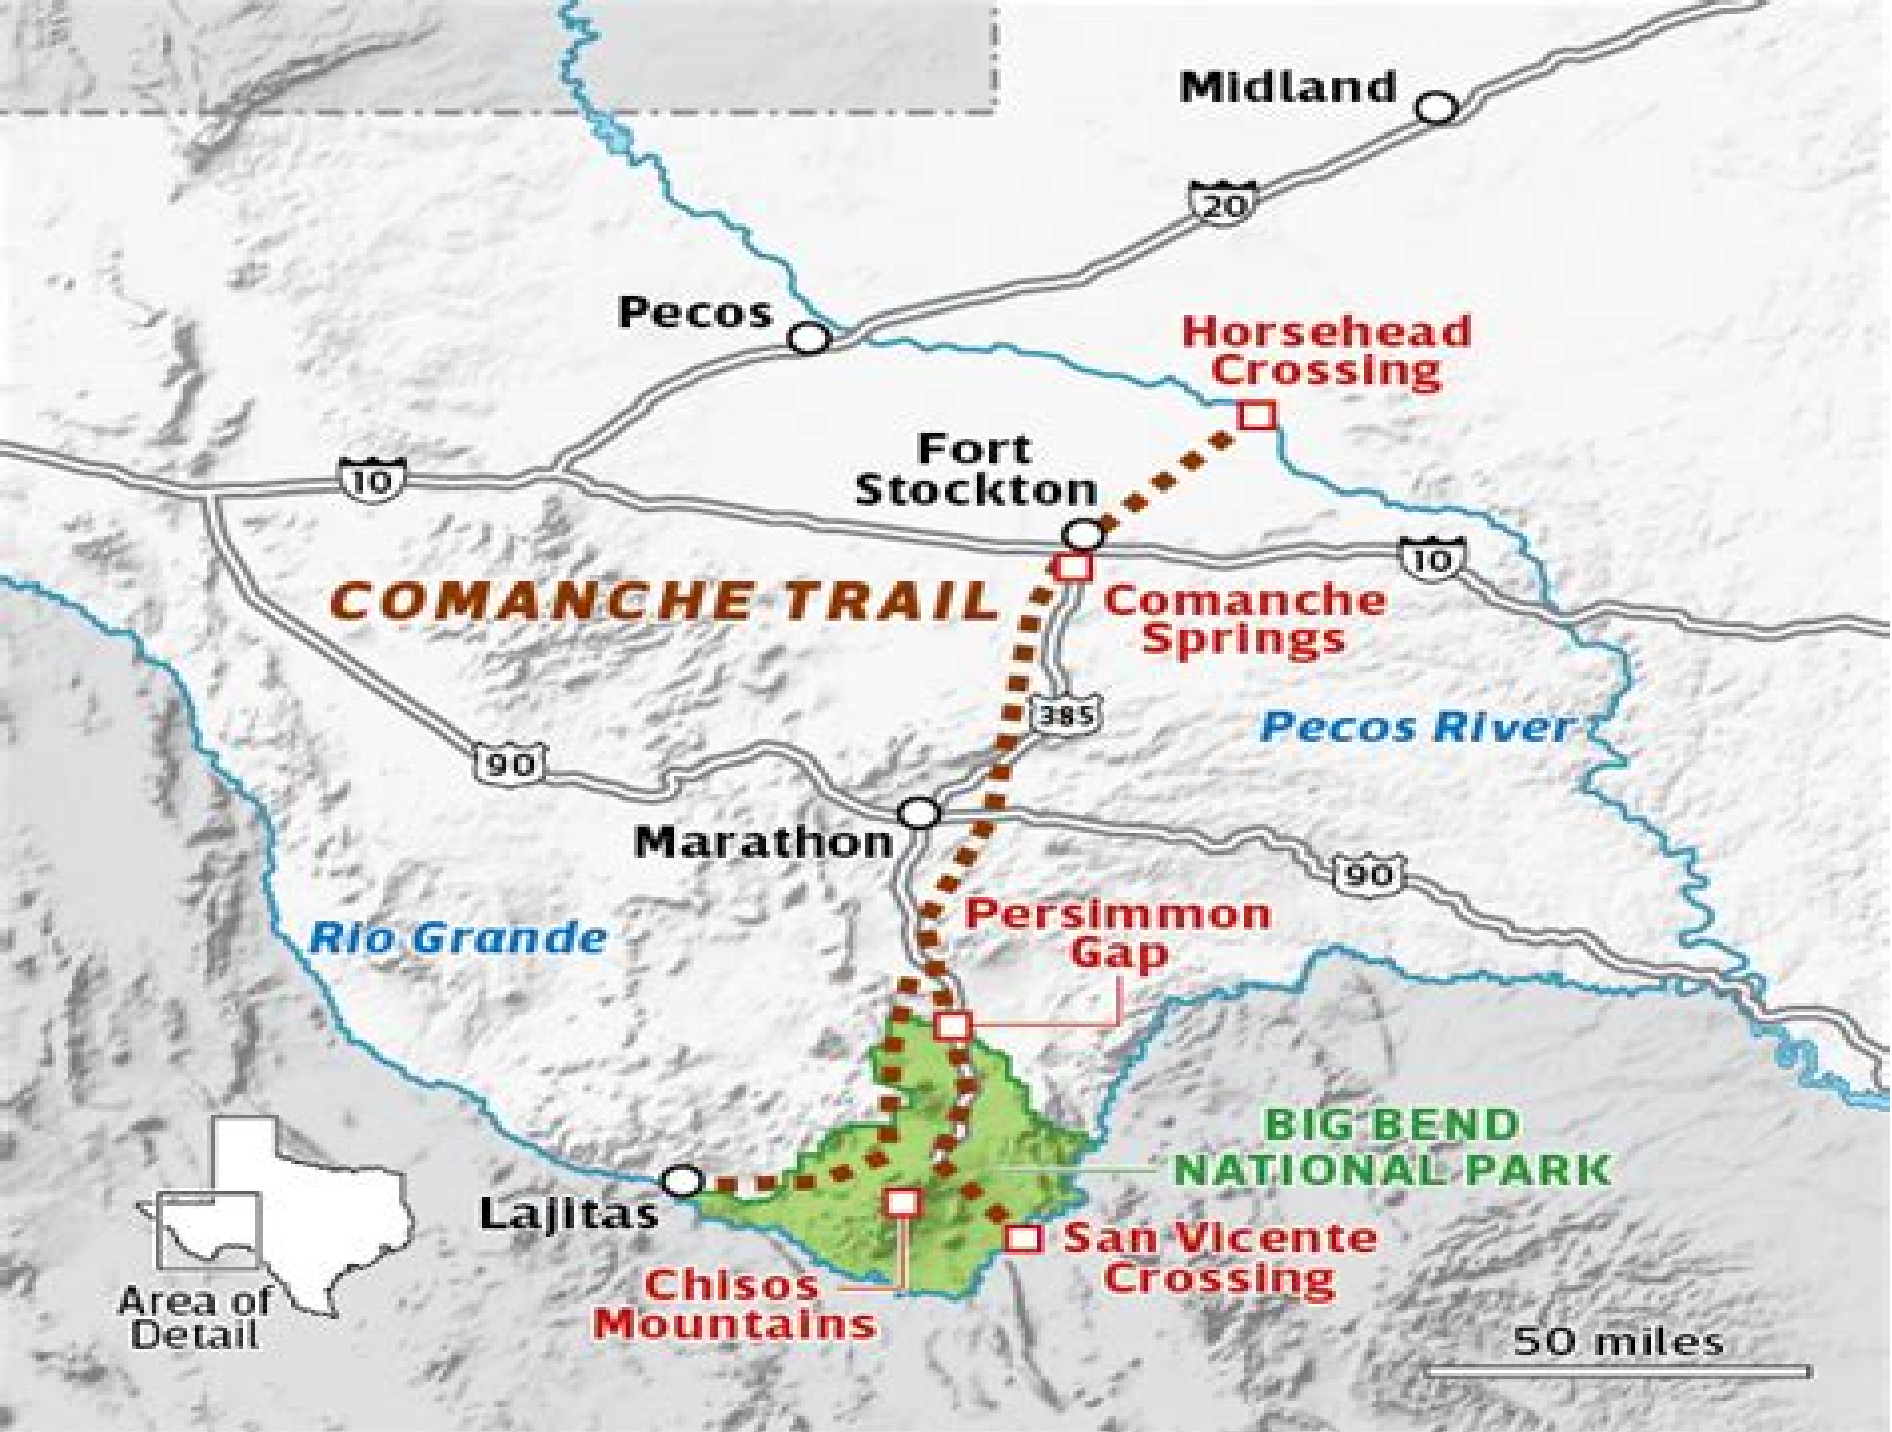 Midland
20
Pecos
Horsehead
Crossing
Fort
Stockton
10
10
COMANCHE TRAIL
Comanche
Springs
385
Pecos River
90
Marathon
90
Persimmon
Gap
Rio Grande
BIG BEND
NATIONAL PARK
Lajitas
San Vicente
Crossing
Chisos
Mountains
Area of
Detail
50 miles